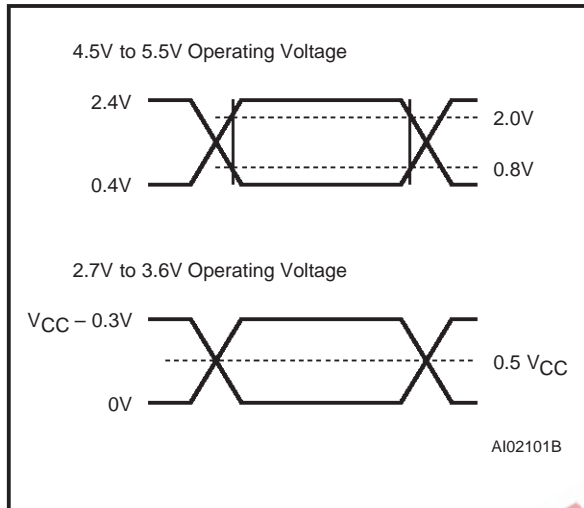 4.5V to 5.5V Operating Voltage
2.4V
2.0V
0.8V
0.4V
2.7V to 3.6V Operating Voltage
VCC – 0.3V
0.5 VCC
0V
AI02101B